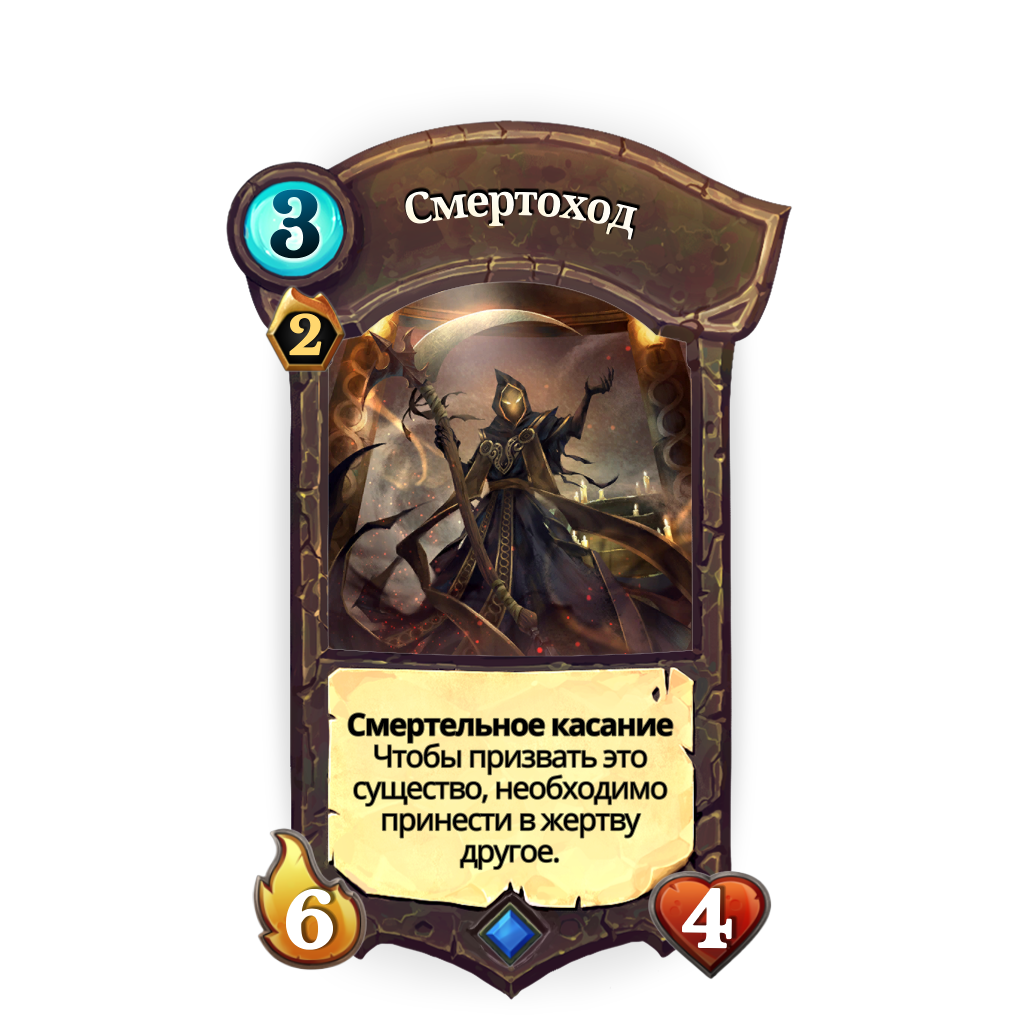 Смертоход
3
2
Смертельное касание
Чтобы призвать это
существо, необходимо
принести в жертву
другое.
6
4